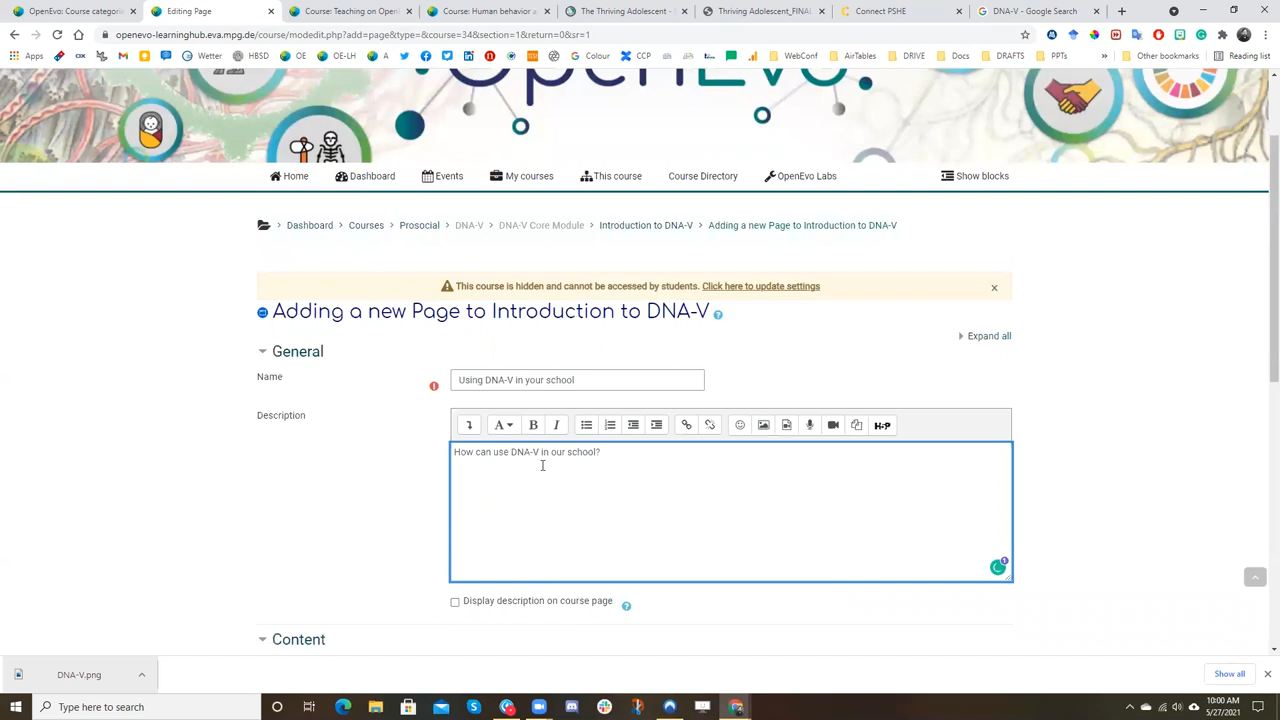 OpenEvo: Course categorie
Editing Page
Course: Teaching on OpenE
Course: Human behavior a
The Thriving Adolescent -
Thriving Adolescent_FINAL
Connect PSHE
DNA-V - Google Search
openevo-learninghub.eva.mpg.de/course/modedit.php?add=page&type=&course=34&section=1&return=0&sr=1
Apps
Wetter
HBSD
OE
OE-LH
A
Colour
CCP
WebConf
AirTables
DRIVE
Docs
DRAFTS
PPTs
Other bookmarks
Reading list
OpenEvo.
Home
Dashboard
Events
My courses
This course
Course Directory
OpenEvo Labs
Show blocks
Dashboard > Courses > Prosocial > DNA-V > DNA-V Core Module > Introduction to DNA-V > Adding a new Page to Introduction to DNA-V
This course is hidden and cannot be accessed by students. Click here to update settings
Adding a new Page to Introduction to DNA-V
Expand all
General
Name
Using DNA-V in your school
Description
A B I
H-P
How can use DNA-V in our school?
1
Display description on course page
Content
DNA-V.png
Show all
Type here to search
10:00 AM
5/27/2021